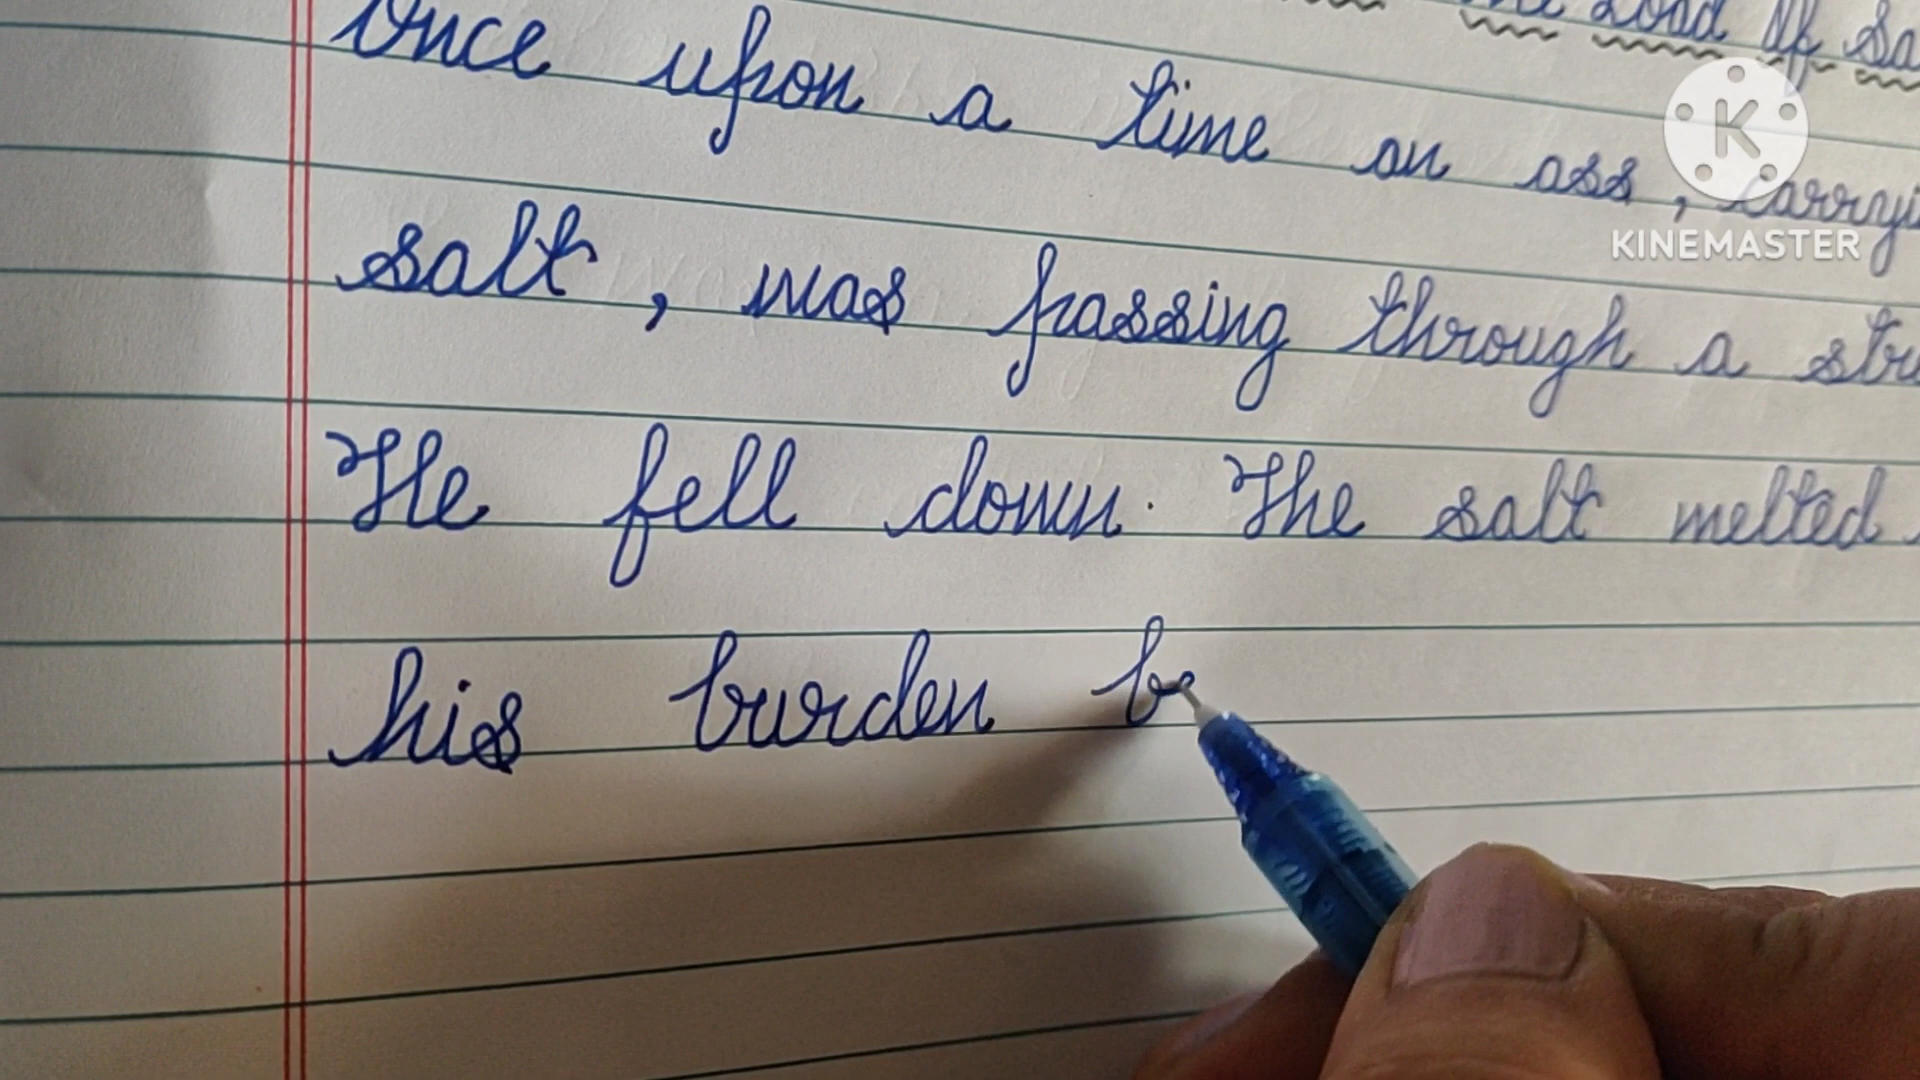 the Load Of Sa
Once upon a time an ass, carryi
salt, was passing through a stre
He fell down. The salt melted
his burden b
KINEMASTER